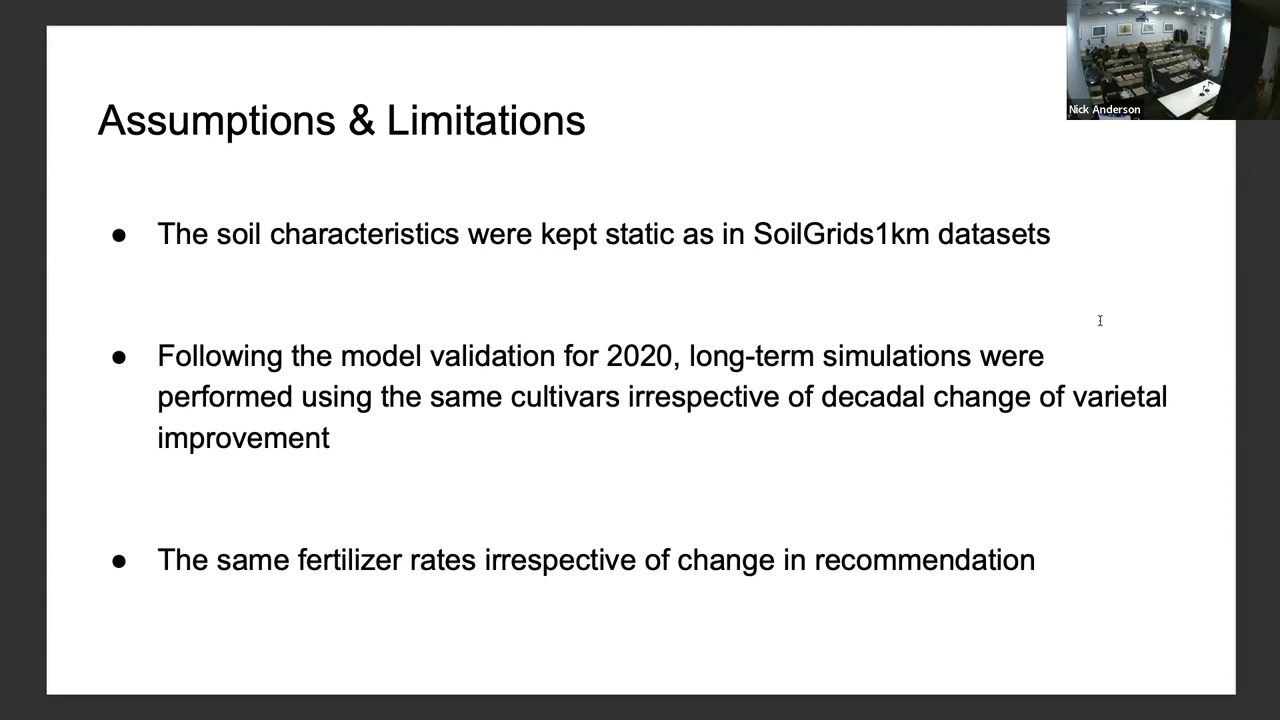 Nick Anderson
Assumptions & Limitations
● The soil characteristics were kept static as in SoilGrids1km datasets
● Following the model validation for 2020, long-term simulations were
performed using the same cultivars irrespective of decadal change of varietal
improvement
● The same fertilizer rates irrespective of change in recommendation